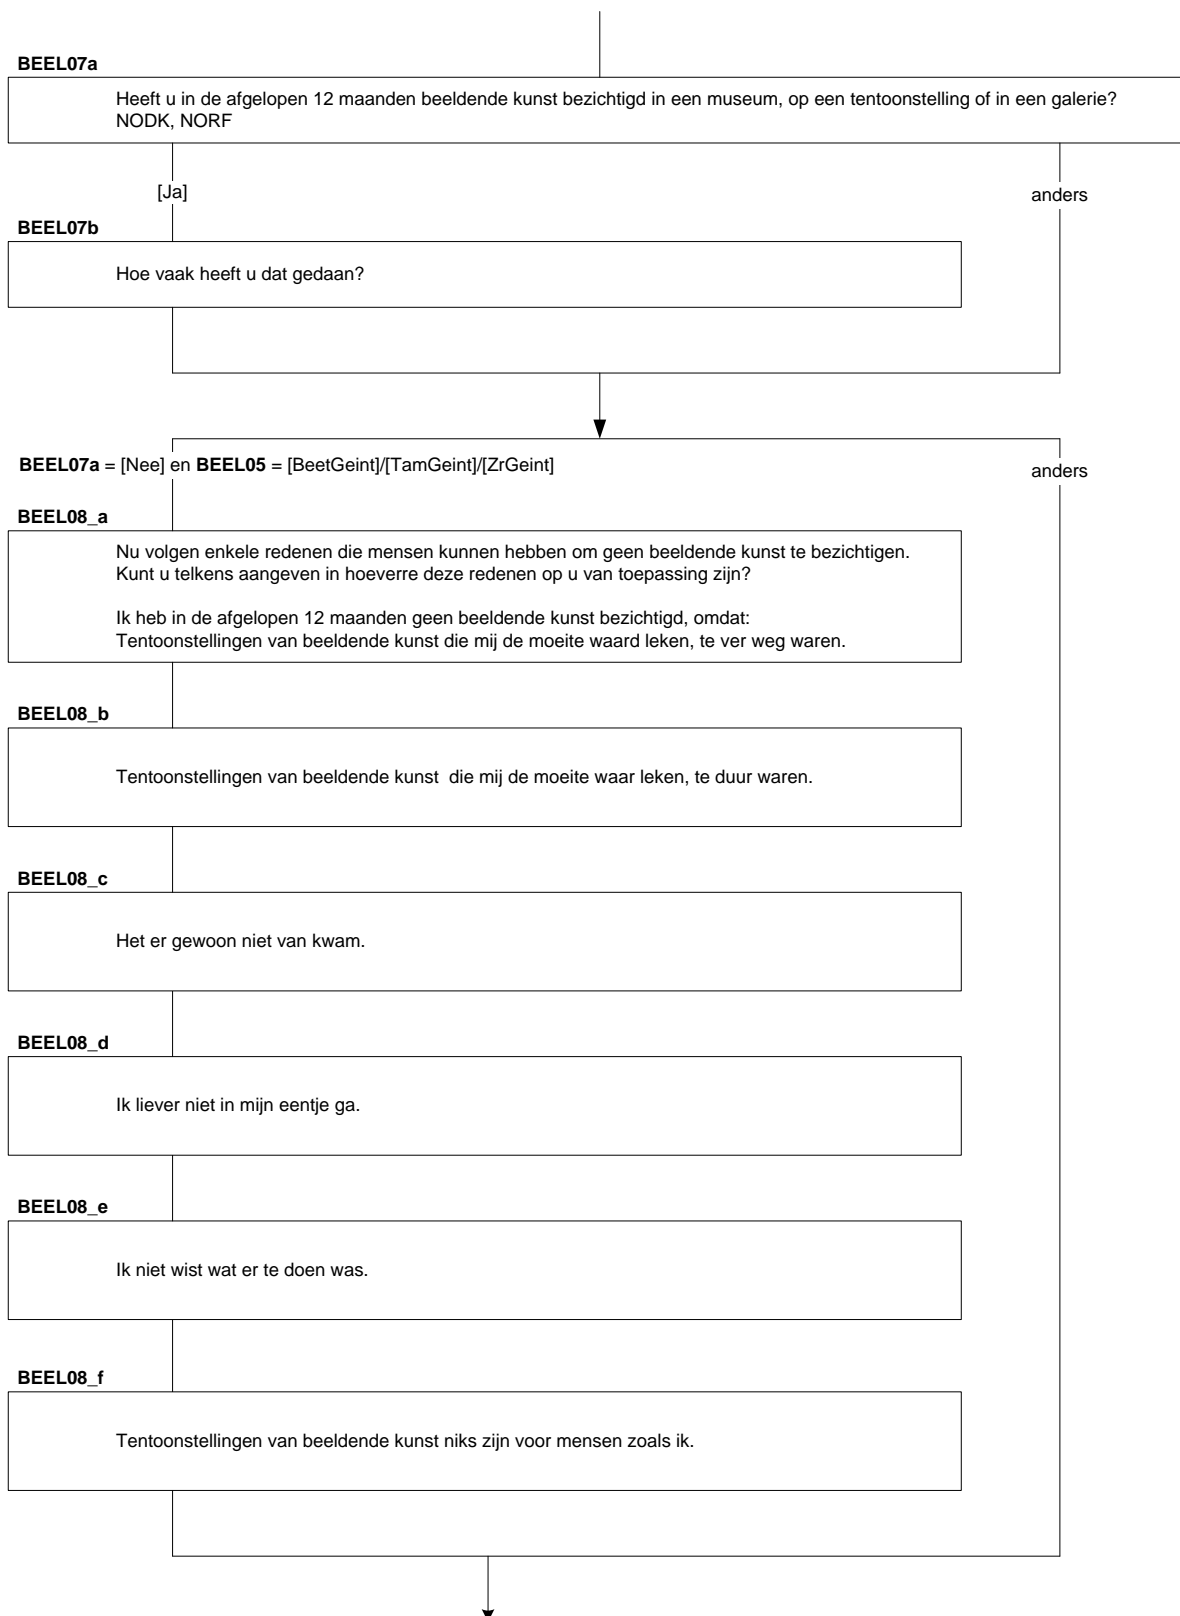 BEEL07a
Heeft u in de afgelopen 12 maanden beeldende kunst bezichtigd in een museum, op een tentoonstelling of in een galerie?
NODK, NORF
[Ja]
anders
BEEL07b
Hoe vaak heeft u dat gedaan?
BEEL07a = [Nee] en BEEL05 = [BeetGeint]/[TamGeint]/[ZrGeint]
anders
BEEL08_a
Nu volgen enkele redenen die mensen kunnen hebben om geen beeldende kunst te bezichtigen.
Kunt u telkens aangeven in hoeverre deze redenen op u van toepassing zijn?
Ik heb in de afgelopen 12 maanden geen beeldende kunst bezichtigd, omdat:
Tentoonstellingen van beeldende kunst die mij de moeite waard leken, te ver weg waren.
BEEL08_b
Tentoonstellingen van beeldende kunst  die mij de moeite waar leken, te duur waren.
BEEL08_c
Het er gewoon niet van kwam.
BEEL08_d
Ik liever niet in mijn eentje ga.
BEEL08_e
Ik niet wist wat er te doen was.
BEEL08_f
Tentoonstellingen van beeldende kunst niks zijn voor mensen zoals ik.